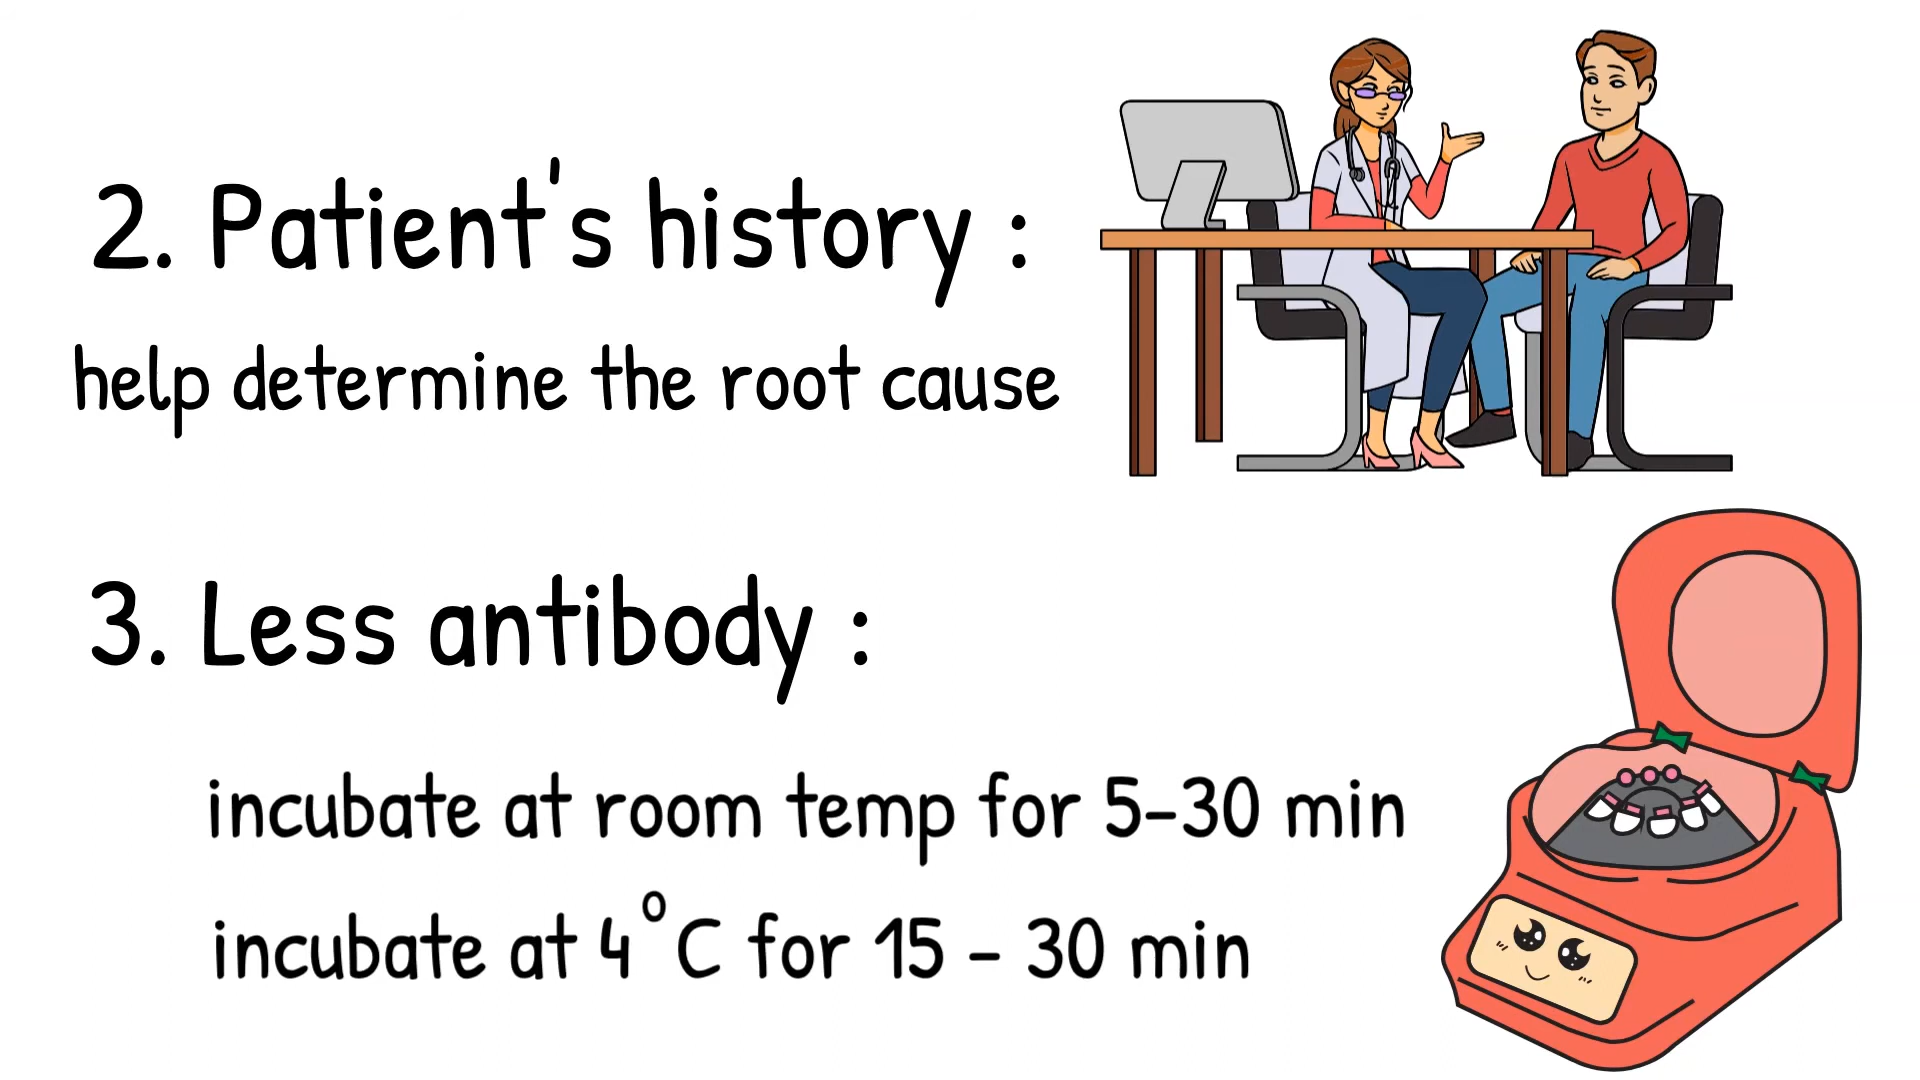 2. Patient's history :
help determine the root cause
3. Less antibody :
incubate at room temp for 5-30 min
incubate at 4°C for 15 - 30 min